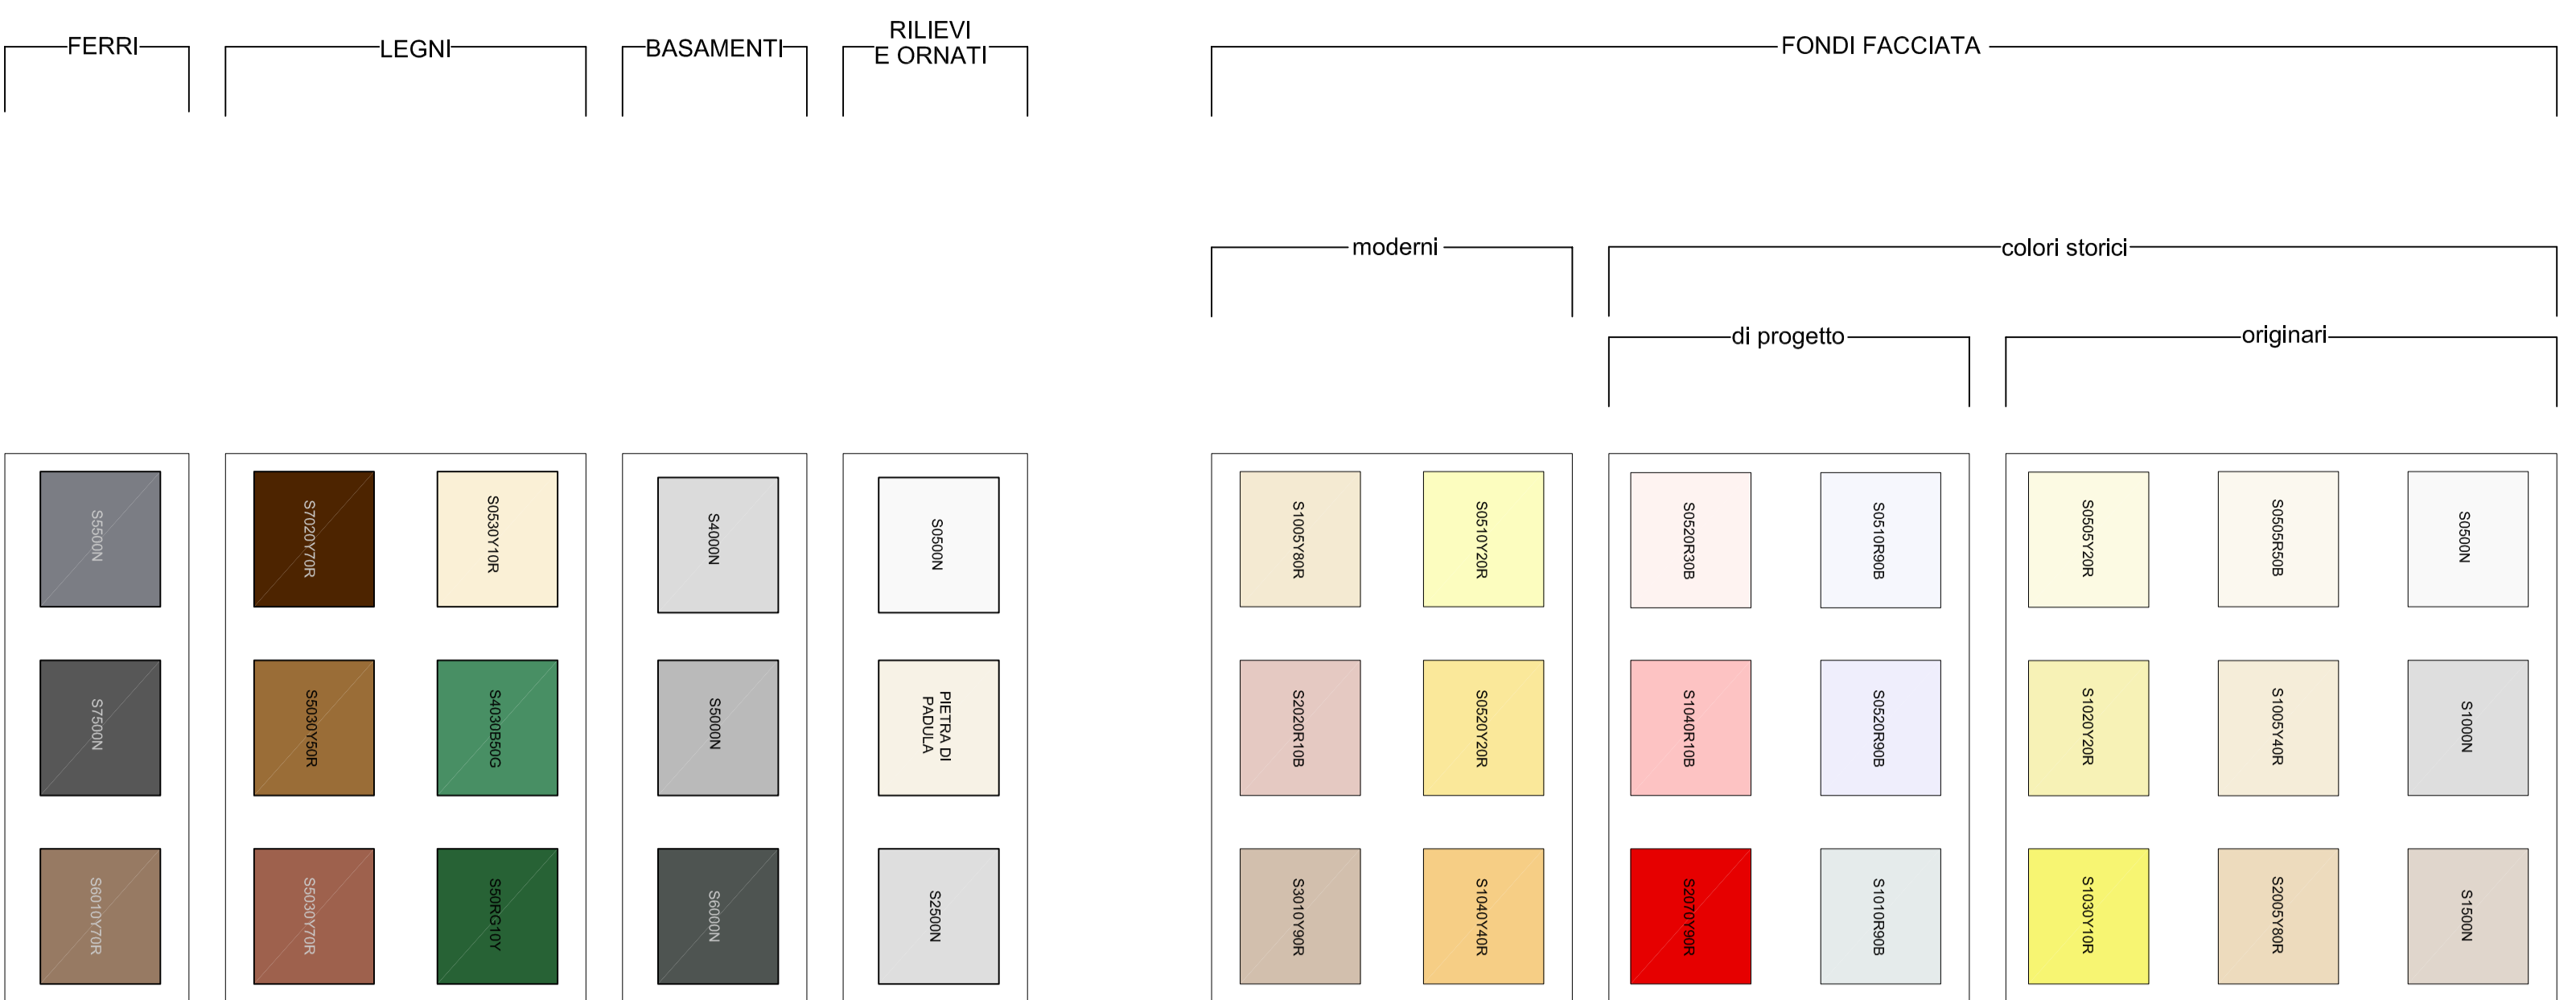 FERRI
LEGNI
BASAMENTI
RILIEVI
E ORNATI
FONDI FACCIATA
moderni
colori storici
di progetto
originari
S5500N
S7020Y70R
S0530Y10R
S4000N
S0500N
S1005Y80R
S0510Y20R
S0520R30B
S0510R90B
S0505Y20R
S0505R50B
S0500N
S7500N
S5030Y50R
S4030B50G
S5000N
PIETRA DI
PADULA
S2020R10B
S0520Y20R
S1040R10B
S0520R90B
S1020Y20R
S1005Y40R
S1000N
S6010Y70R
S5030Y70R
S50RG10Y
S6000N
S2500N
S3010Y90R
S1040Y40R
S2070Y90R
S1010R90B
S1030Y10R
S2005Y80R
S1500N